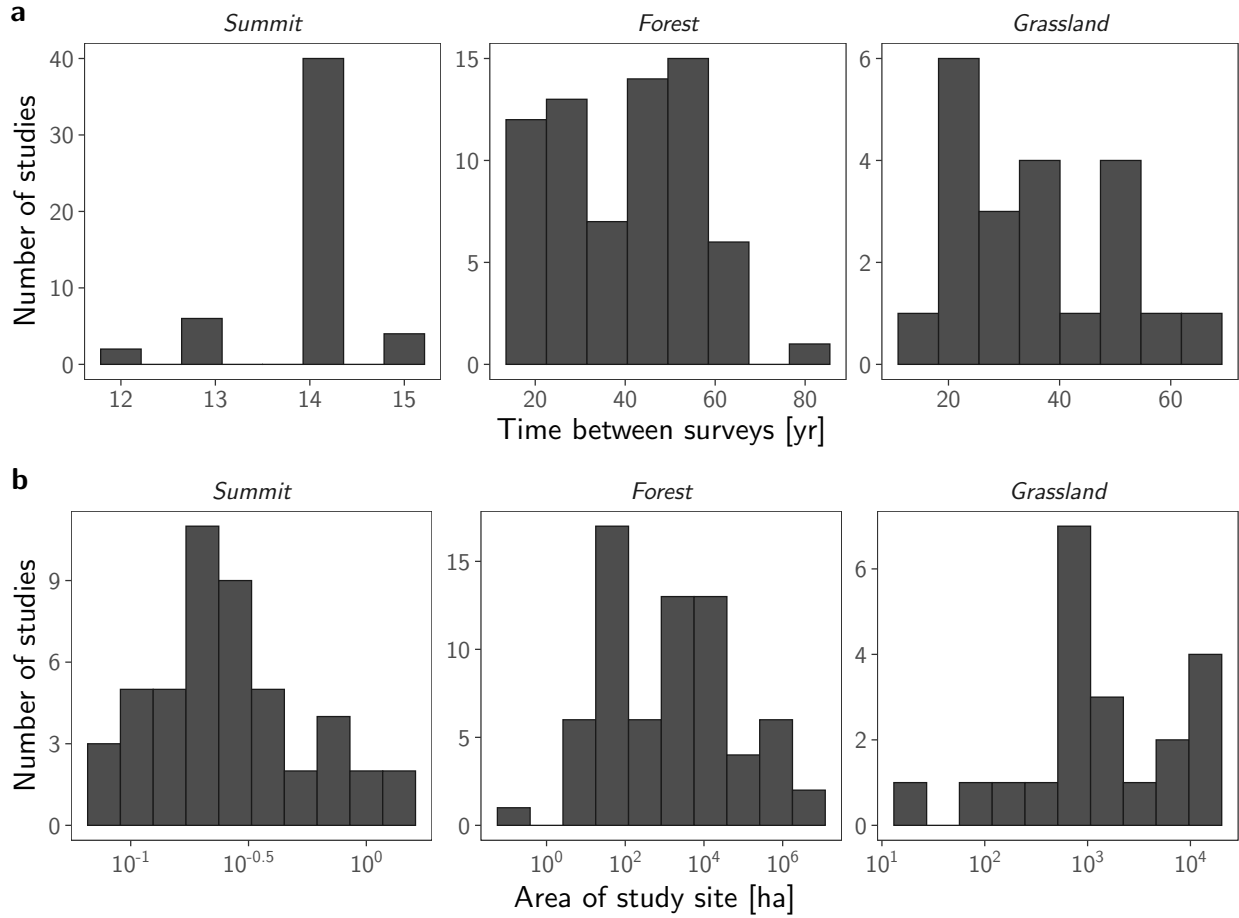 a
Summit Forest Grassland
Number of studies
40
30
20
10
0
15
10
5
0
6
4
2
0
12 13 14 15 20 40 60 80 20 40 60
Time between surveys [yr]
b
Summit Forest Grassland
Number of studies
9
6
3
0
15
10
5
0
6
4
2
0
10^-1 10^-0.5 10^0 10^0 10^2 10^4 10^6 10^1 10^2 10^3 10^4
Area of study site [ha]